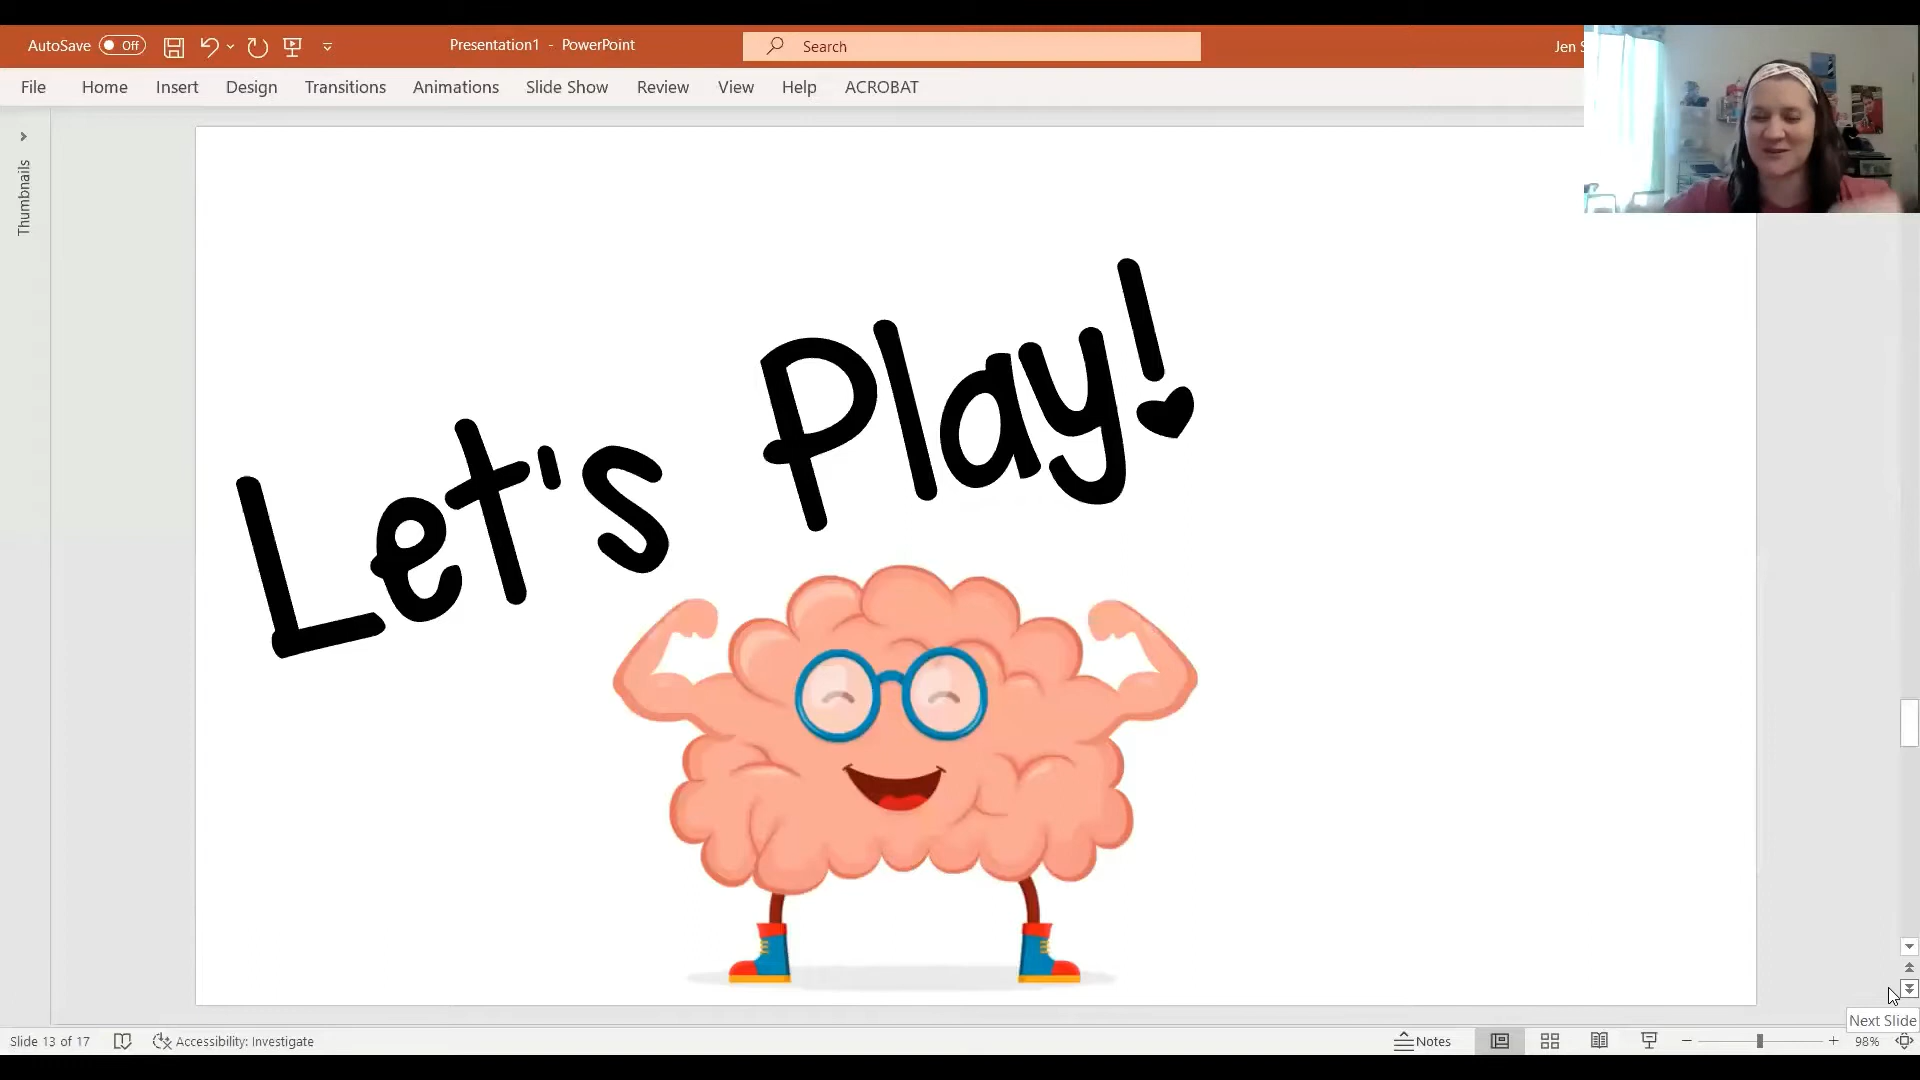 AutoSave Off
Presentation1 - PowerPoint
Search
Jen S
File Home Insert Design Transitions Animations Slide Show Review View Help ACROBAT
Thumbnails
Let's Play!
Next Slide
Slide 13 of 17 Accessibility: Investigate Notes 98%